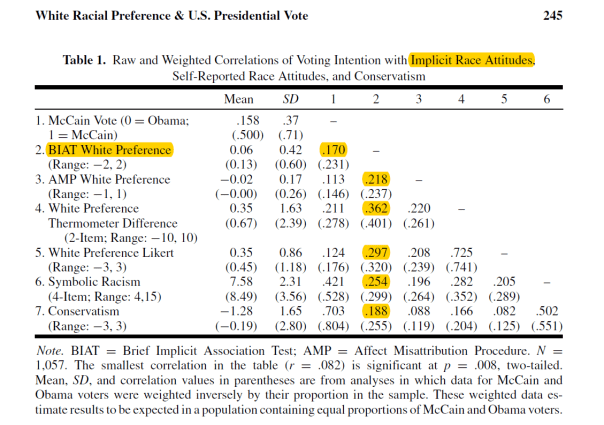 White Racial Preference & U.S. Presidential Vote 245
Table 1. Raw and Weighted Correlations of Voting Intention with Implicit Race Attitudes,
Self-Reported Race Attitudes, and Conservatism
Mean SD 1 2 3 4 5 6
1. McCain Vote (0 = Obama; .158 .37 –
1 = McCain) (.500) (.71)
2. BIAT White Preference 0.06 0.42 .170 –
(Range: −2, 2) (0.13) (0.60) (.231)
3. AMP White Preference −0.02 0.17 .113 .218 –
(Range: −1, 1) (−0.00) (0.26) (.146) (.237)
4. White Preference 0.35 1.63 .211 .362 .220 –
Thermometer Difference (0.67) (2.39) (.278) (.401) (.261)
(2-Item; Range: −10, 10)
5. White Preference Likert 0.35 0.86 .124 .297 .208 .725 –
(Range: −3, 3) (0.45) (1.18) (.176) (.320) (.239) (.741)
6. Symbolic Racism 7.58 2.31 .421 .254 .196 .282 .205 –
(4-Item; Range: 4,15) (8.49) (3.56) (.528) (.299) (.264) (.352) (.289)
7. Conservatism −1.28 1.65 .703 .188 .088 .166 .082 .502
(Range: −3, 3) (−0.19) (2.80) (.804) (.255) (.119) (.204) (.125) (.551)
Note. BIAT = Brief Implicit Association Test; AMP = Affect Misattribution Procedure. N =
1,057. The smallest correlation in the table (r = .082) is significant at p = .008, two-tailed.
Mean, SD, and correlation values in parentheses are from analyses in which data for McCain and
Obama voters were weighted inversely by their proportion in the sample. These weighted data es-
timate results to be expected in a population containing equal proportions of McCain and Obama voters.